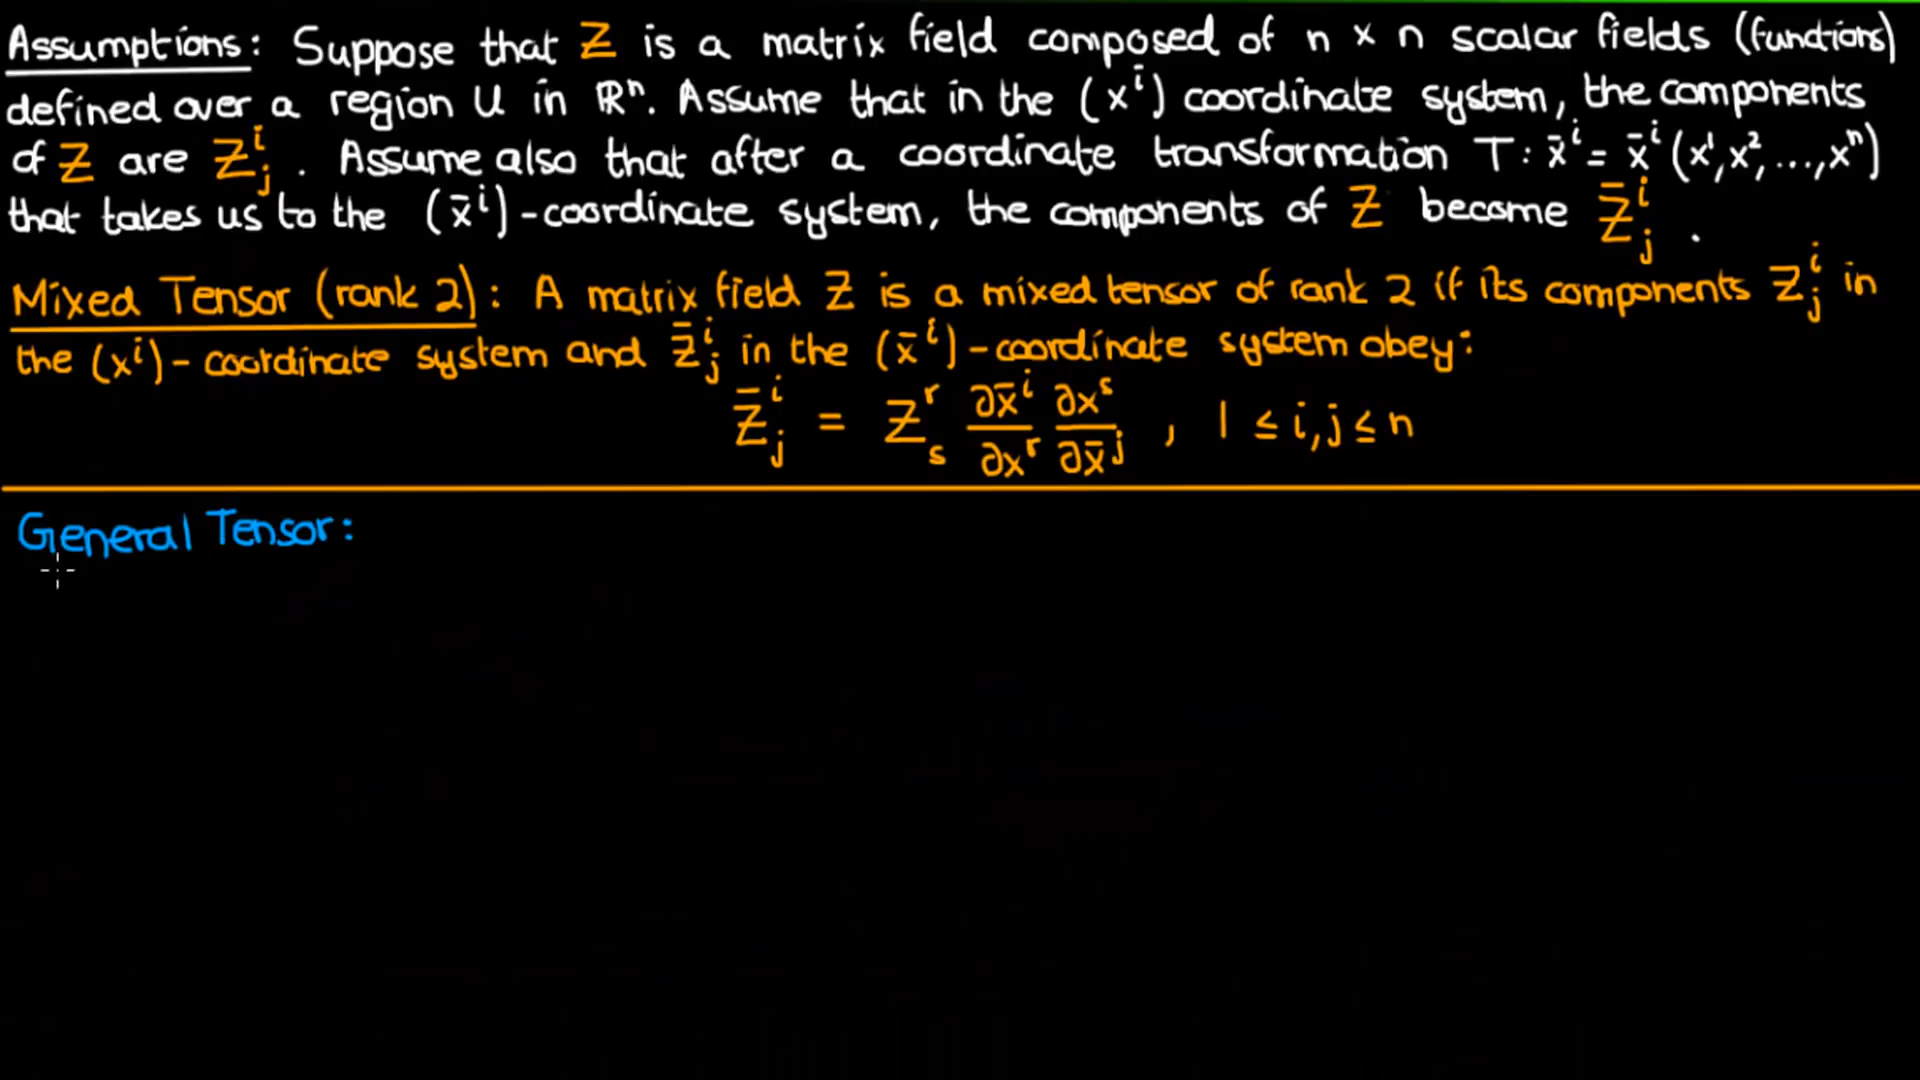 Assumptions: Suppose that Z is a matrix field composed of n × n scalar fields (functions)
defined over a region U in ℝⁿ. Assume that in the (xⁱ) coordinate system, the components
of Z are Zⁱⱼ. Assume also that after a coordinate transformation T: x̄ⁱ = x̄ⁱ(x¹, x², ..., xⁿ)
that takes us to the (x̄ⁱ)-coordinate system, the components of Z become Z̄ⁱⱼ.
Mixed Tensor (rank 2): A matrix field Z is a mixed tensor of rank 2 if its components Zⁱⱼ in
the (xⁱ)-coordinate system and Z̄ⁱⱼ in the (x̄ⁱ)-coordinate system obey:
Z̄ⁱⱼ = Zʳₛ ∂x̄ⁱ/∂xʳ ∂xˢ/∂x̄ʲ , 1 ≤ i,j ≤ n
General Tensor: